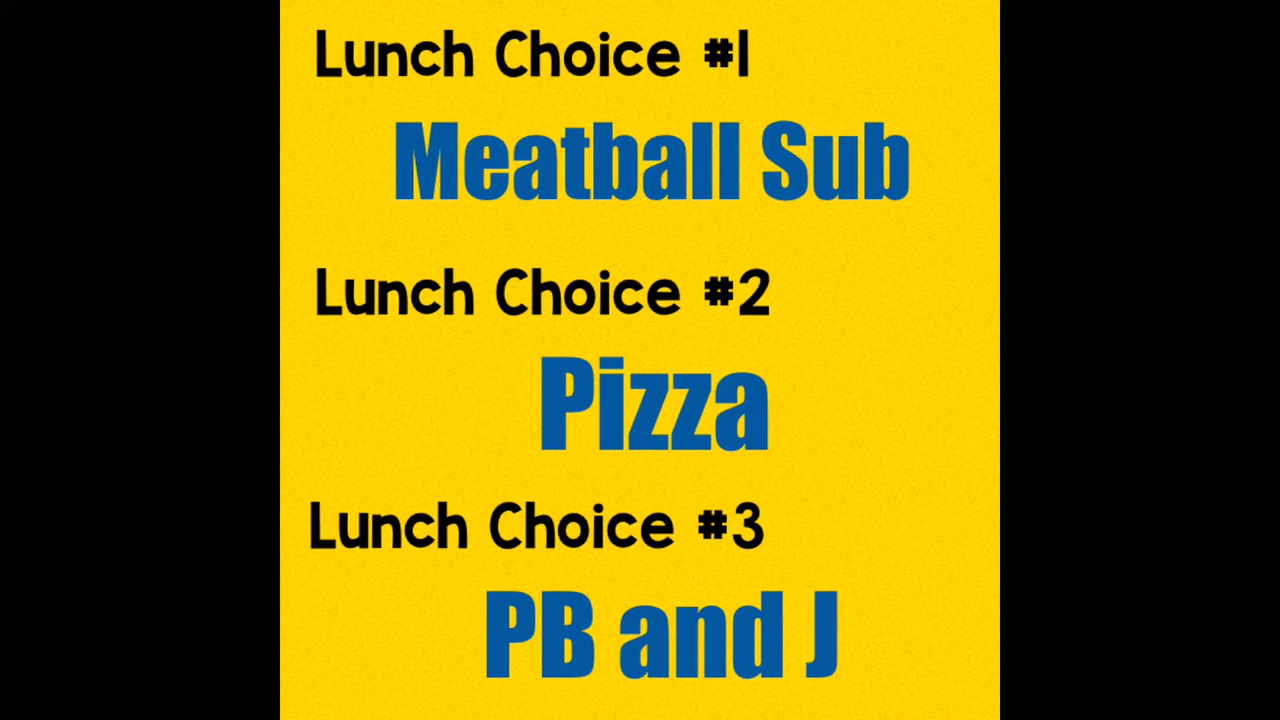 Lunch Choice #1
Meatball Sub
Lunch Choice #2
Pizza
Lunch Choice #3
PB and J